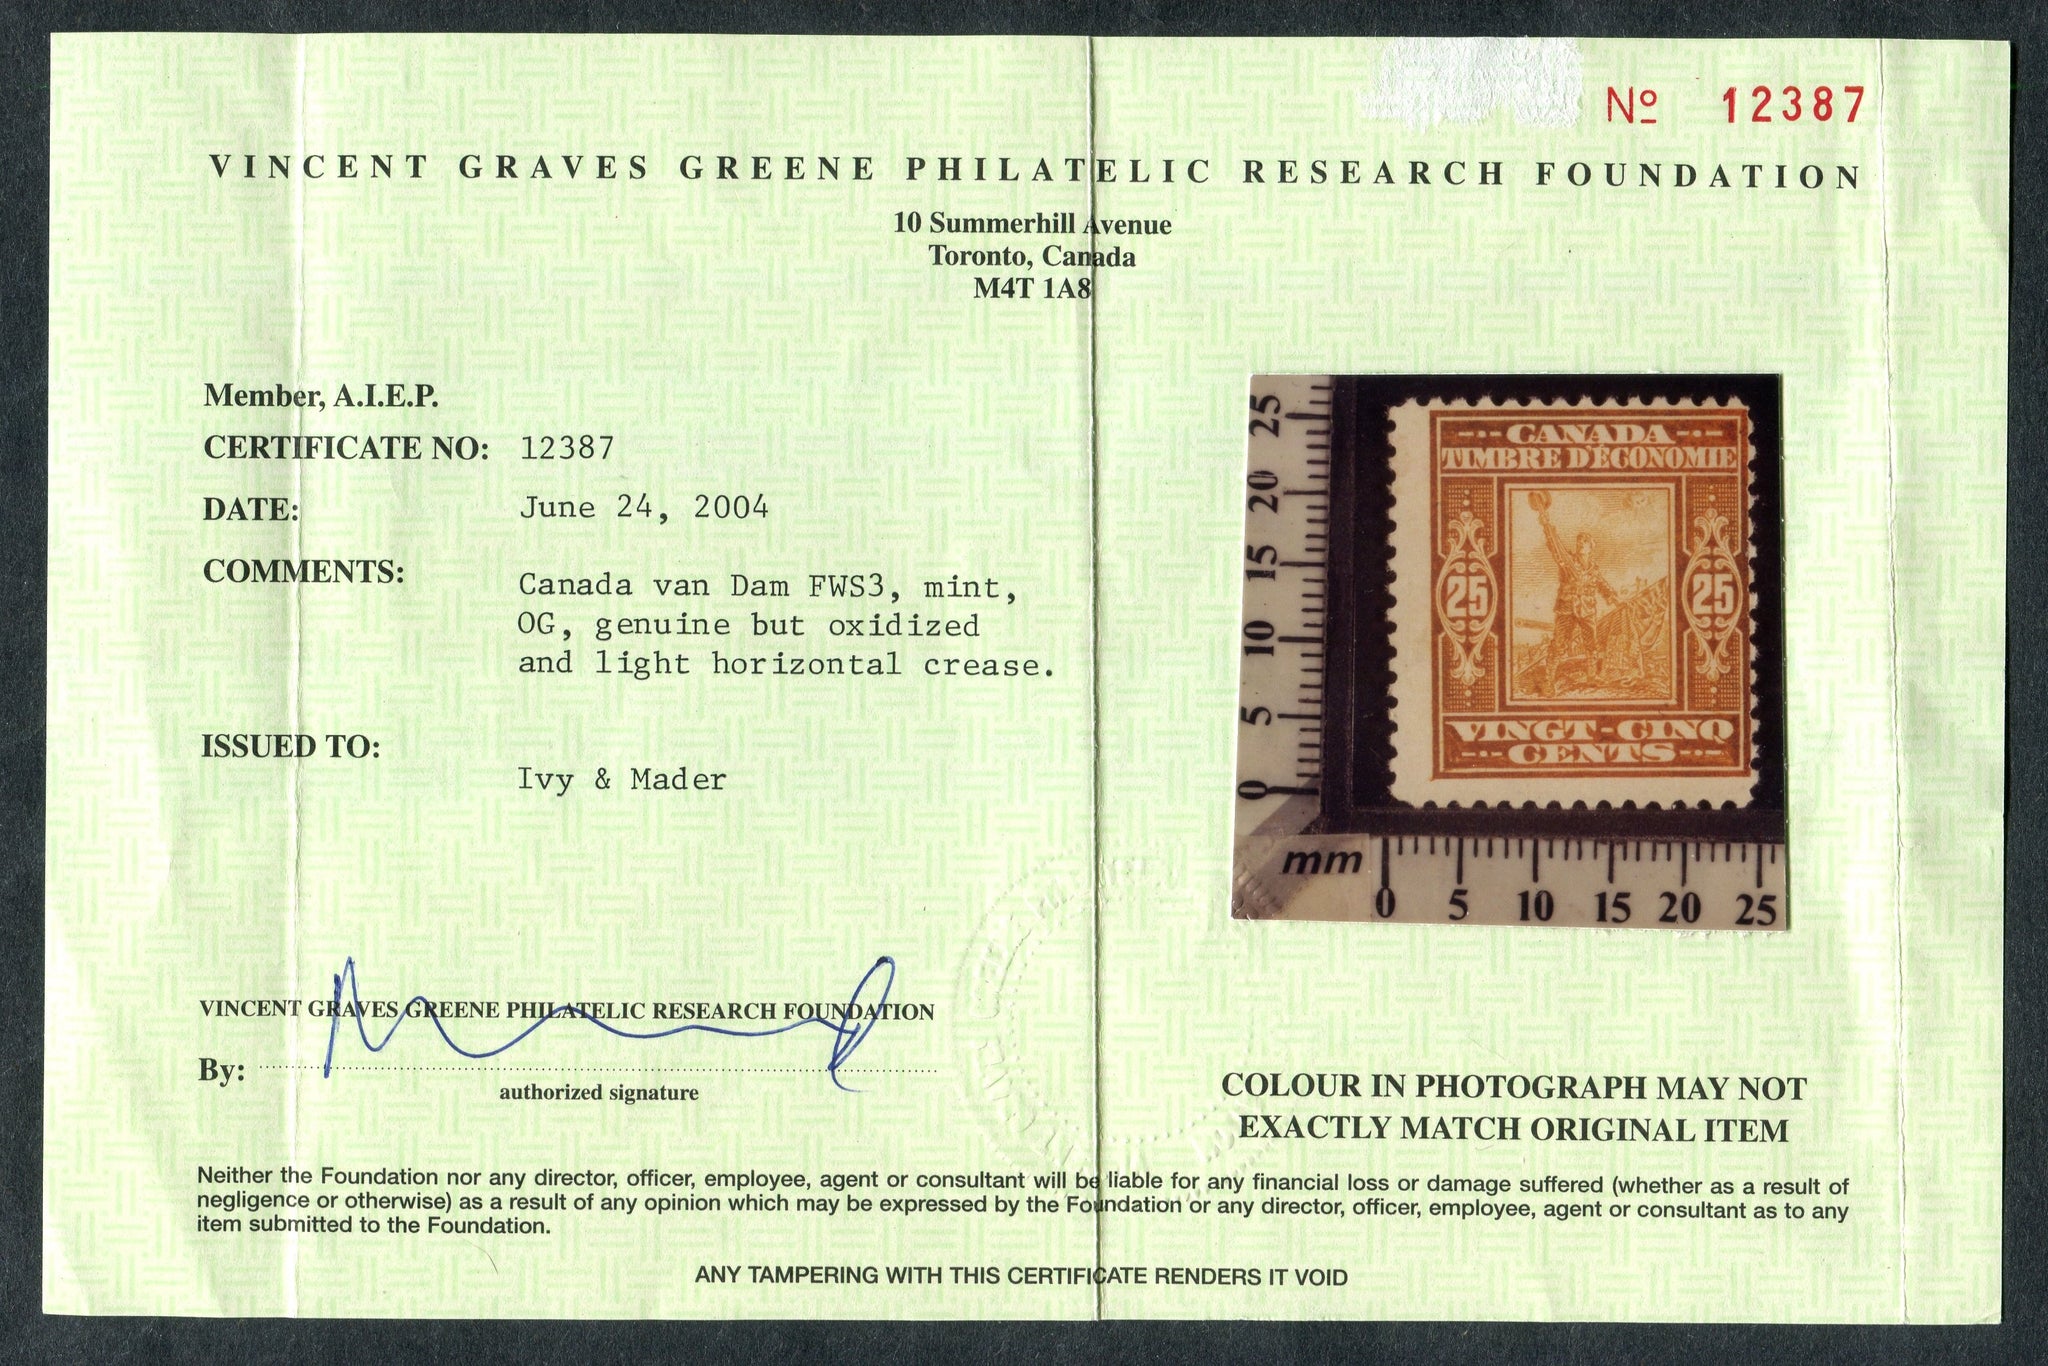 Nº 12387
VINCENT GRAVES GREENE PHILATELIC RESEARCH FOUNDATION
10 Summerhill Avenue
Toronto, Canada
M4T 1A8
Member, A.I.E.P.
CERTIFICATE NO: 12387
DATE: June 24, 2004
COMMENTS: Canada van Dam FWS3, mint,
OG, genuine but oxidized
and light horizontal crease.
ISSUED TO:
Ivy & Mader
25
20
15
10
5
0
mm
0 5 10 15 20 25
CANADA
TIMBRE D'ÉCONOMIE
25 25
VINGT-CINQ
CENTS
VINCENT GRAVES GREENE PHILATELIC RESEARCH FOUNDATION
By:
authorized signature
COLOUR IN PHOTOGRAPH MAY NOT
EXACTLY MATCH ORIGINAL ITEM
Neither the Foundation nor any director, officer, employee, agent or consultant will be liable for any financial loss or damage suffered (whether as a result of
negligence or otherwise) as a result of any opinion which may be expressed by the Foundation or any director, officer, employee, agent or consultant as to any
item submitted to the Foundation.
ANY TAMPERING WITH THIS CERTIFICATE RENDERS IT VOID